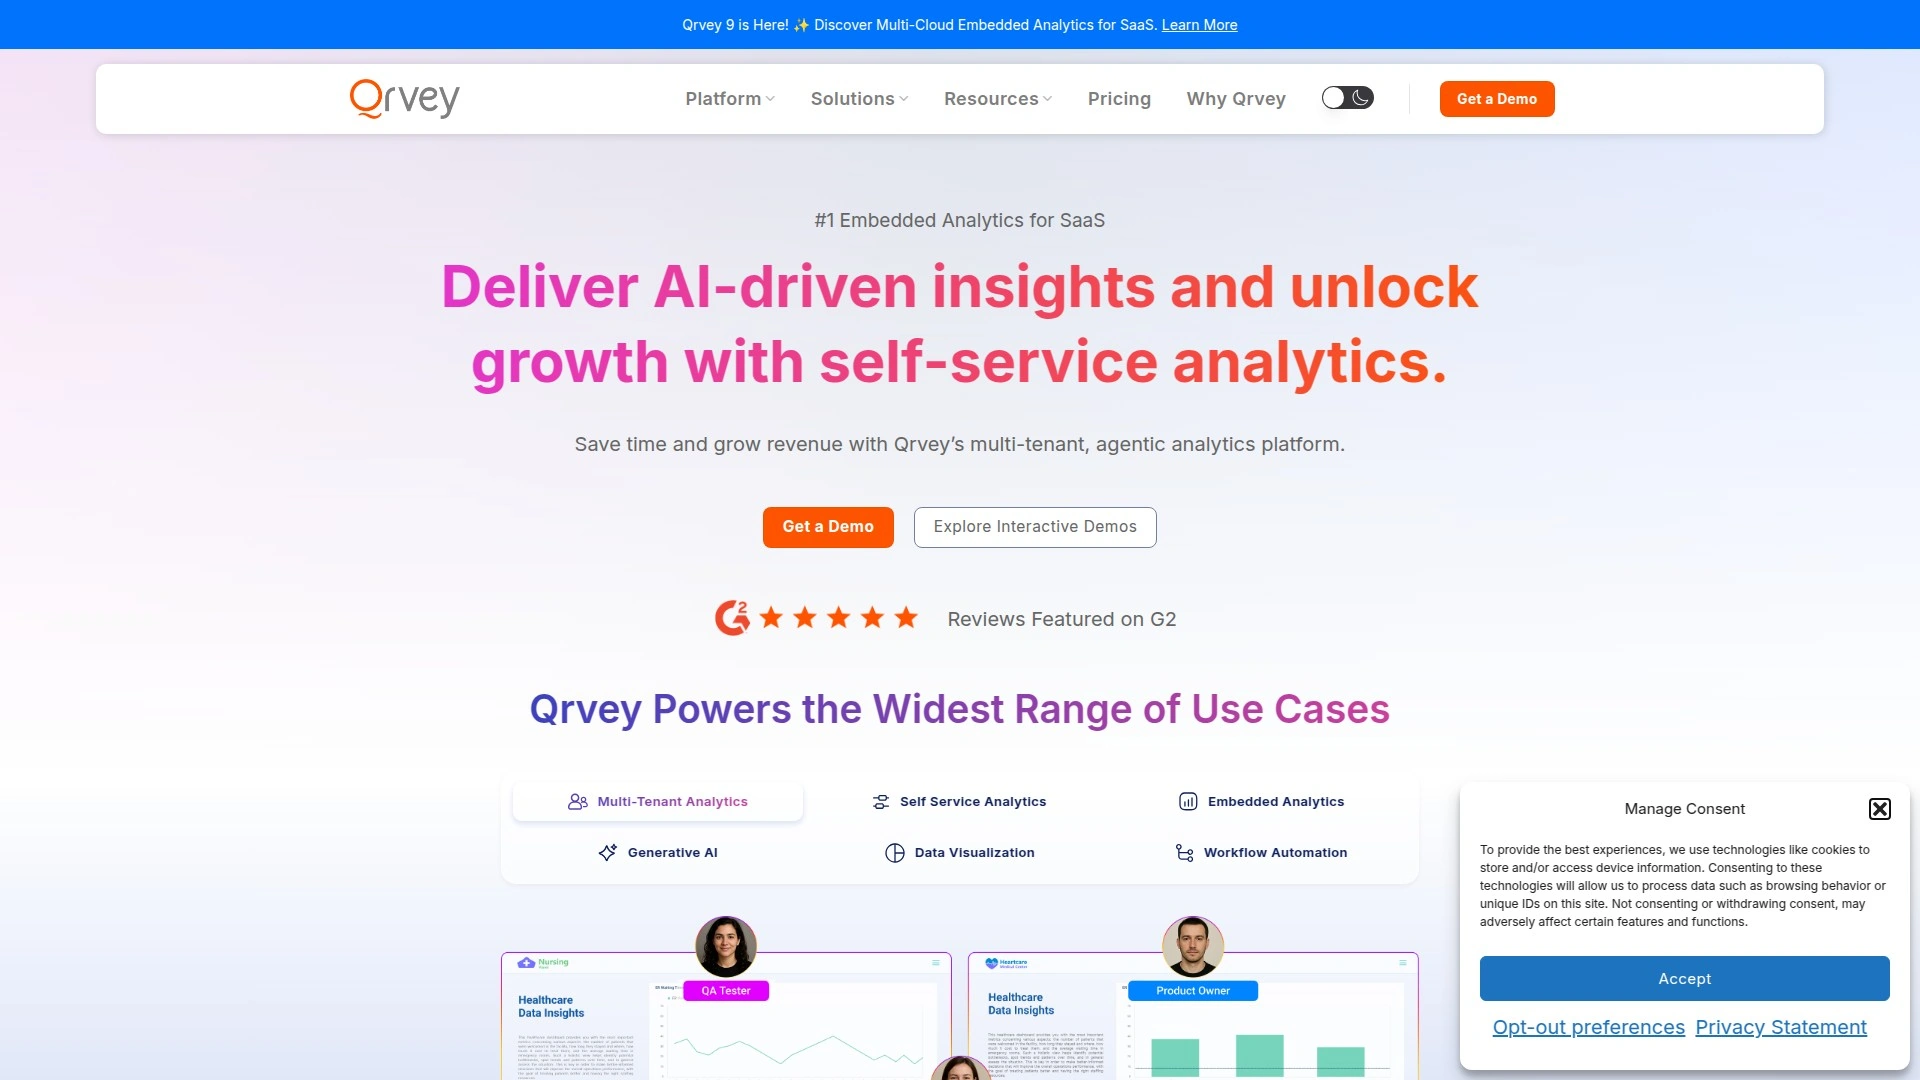 Qrvey 9 is Here! ✨ Discover Multi-Cloud Embedded Analytics for SaaS. Learn More
Qrvey
Platform
Solutions
Resources
Pricing
Why Qrvey
Get a Demo
#1 Embedded Analytics for SaaS
Deliver AI-driven insights and unlock
growth with self-service analytics.
Save time and grow revenue with Qrvey’s multi-tenant, agentic analytics platform.
Get a Demo
Explore Interactive Demos
G2
Reviews Featured on G2
Qrvey Powers the Widest Range of Use Cases
Multi-Tenant Analytics
Self Service Analytics
Embedded Analytics
Generative AI
Data Visualization
Workflow Automation
Nursing
QA Tester
Healthcare
Data Insights
Heartcare
Medical Center
Product Owner
Healthcare
Data Insights
Manage Consent
To provide the best experiences, we use technologies like cookies to
store and/or access device information. Consenting to these
technologies will allow us to process data such as browsing behavior or
unique IDs on this site. Not consenting or withdrawing consent, may
adversely affect certain features and functions.
Accept
Opt-out preferences
Privacy Statement